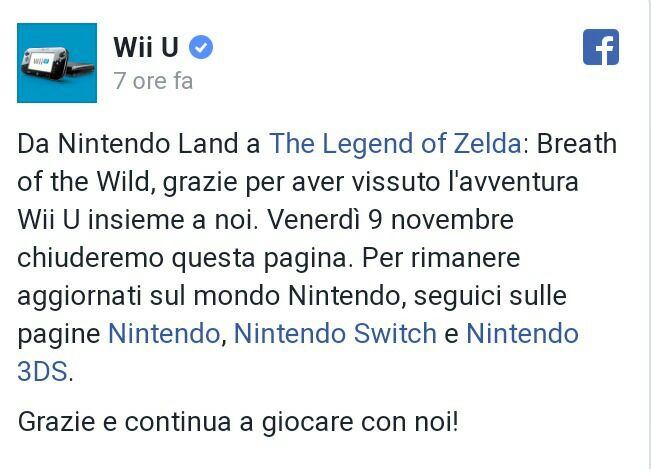 Wii U
7 ore fa
Da Nintendo Land a The Legend of Zelda: Breath
of the Wild, grazie per aver vissuto l'avventura
Wii U insieme a noi. Venerdì 9 novembre
chiuderemo questa pagina. Per rimanere
aggiornati sul mondo Nintendo, seguici sulle
pagine Nintendo, Nintendo Switch e Nintendo
3DS.
Grazie e continua a giocare con noi!